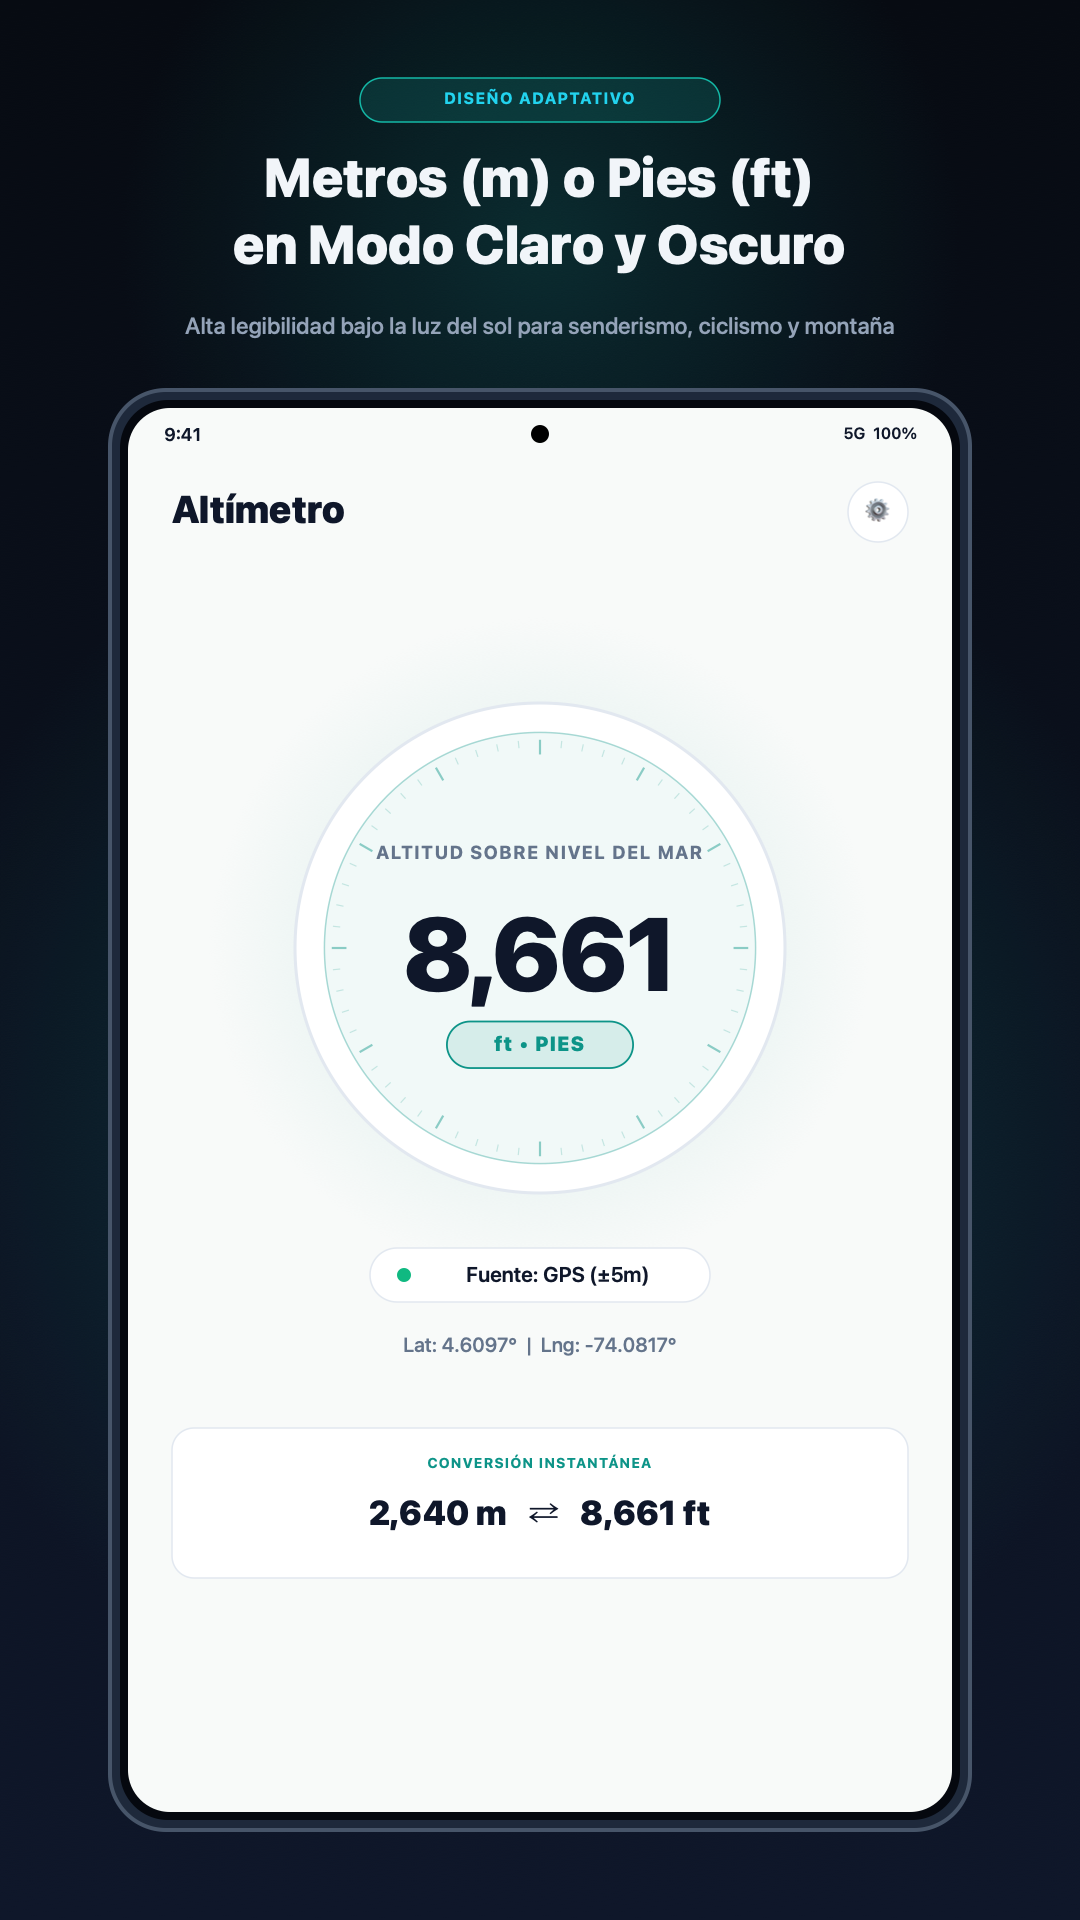 DISEÑO ADAPTATIVO
Metros (m) o Pies (ft)
en Modo Claro y Oscuro
Alta legibilidad bajo la luz del sol para senderismo, ciclismo y montaña
9:41
5G 100%
Altímetro
ALTITUD SOBRE NIVEL DEL MAR
8,661
ft • PIES
Fuente: GPS (±5m)
Lat: 4.6097° | Lng: -74.0817°
CONVERSIÓN INSTANTÁNEA
2,640 m ⇄ 8,661 ft